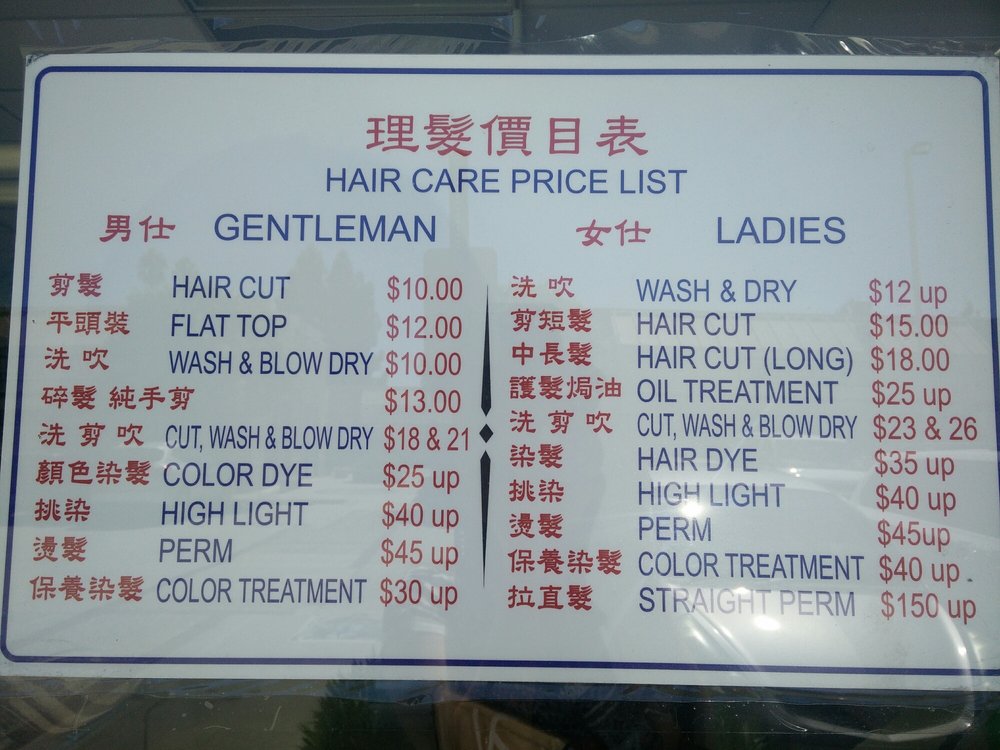 理髮價目表
HAIR CARE PRICE LIST
男仕 GENTLEMAN
剪髮 HAIR CUT $10.00
平頭裝 FLAT TOP $12.00
洗 吹 WASH & BLOW DRY $10.00
碎髮 純手剪 $13.00
洗 剪 吹 CUT, WASH & BLOW DRY $18 & 21
顏色染髮 COLOR DYE $25 up
挑染 HIGH LIGHT $40 up
燙髮 PERM $45 up
保養染髮 COLOR TREATMENT $30 up
女仕 LADIES
洗 吹 WASH & DRY $12 up
剪短髮 HAIR CUT $15.00
中長髮 HAIR CUT (LONG) $18.00
護髮焗油 OIL TREATMENT $25 up
洗 剪 吹 CUT, WASH & BLOW DRY $23 & 26
染髮 HAIR DYE $35 up
挑染 HIGH LIGHT $40 up
燙髮 PERM $45up
保養染髮 COLOR TREATMENT $40 up
拉直髮 STRAIGHT PERM $150 up